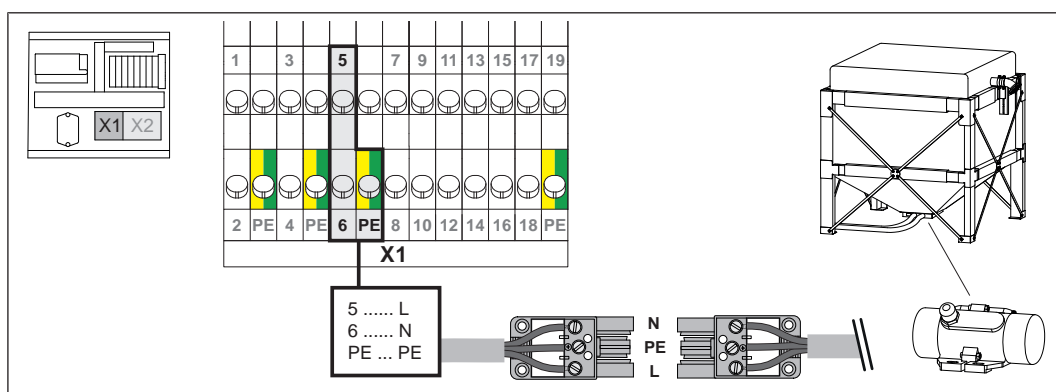 X1 X2
1 3 5 7 9 11 13 15 17 19
2 PE 4 PE 6 PE 8 10 12 14 16 18 PE
X1
5 ...... L
6 ...... N
PE ... PE
N
PE
L